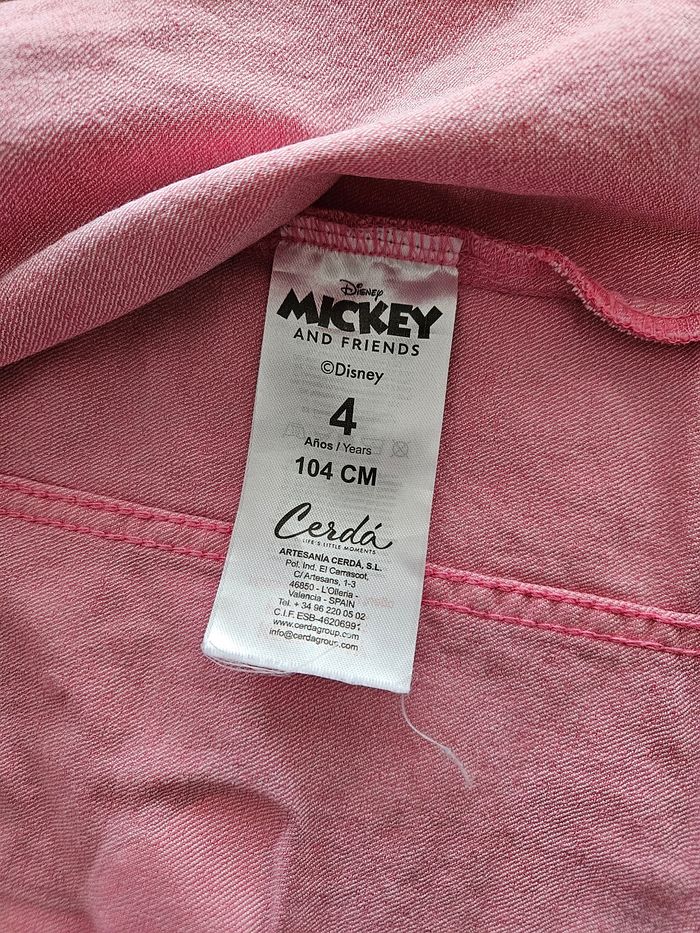 Disney
MICKEY
AND FRIENDS
©Disney
4
Años / Years
104 CM
Cerdá
LIFE'S LITTLE MOMENTS
ARTESANÍA CERDÁ, S.L.
Pol. Ind. El Carrascot,
C/ Artesans, 1-3
46850 - L'Olleria -
Valencia - SPAIN
Tel. + 34 96 220 05 02
C.I.F. ESB-46206991
www.cerdagroup.com
info@cerdagroup.com